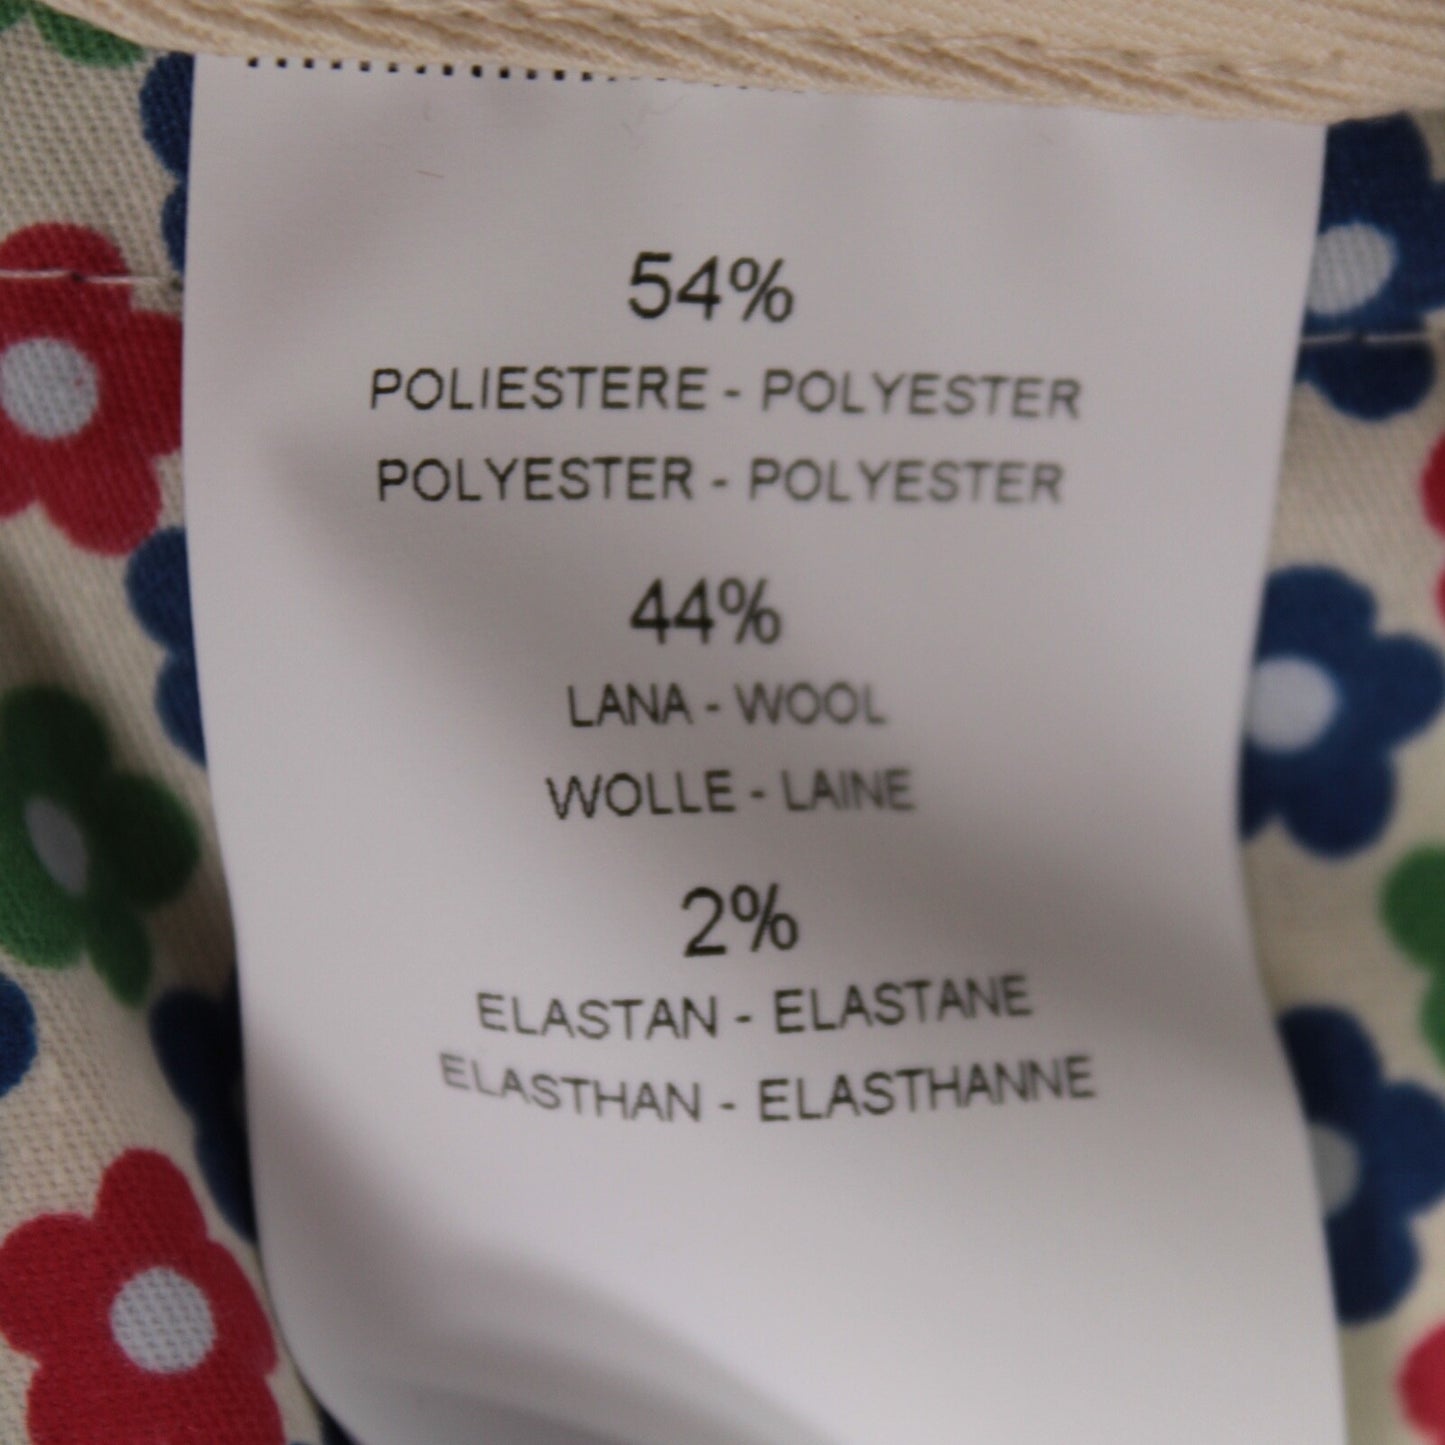 54%
POLIESTERE - POLYESTER
POLYESTER - POLYESTER
44%
LANA - WOOL
WOLLE - LAINE
2%
ELASTAN - ELASTANE
ELASTHAN - ELASTHANNE